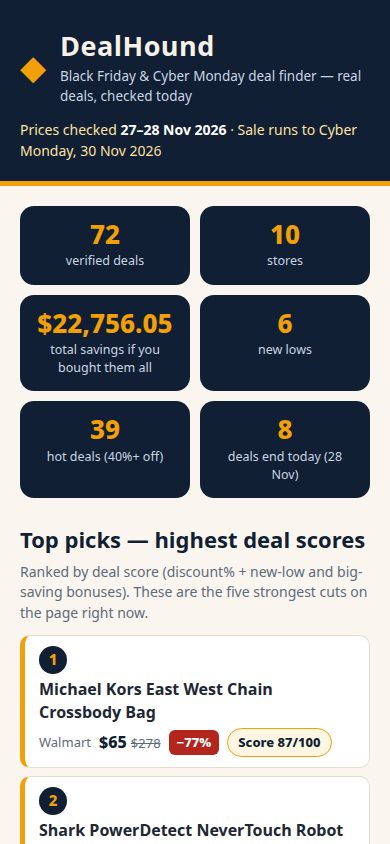 DealHound
Black Friday & Cyber Monday deal finder — real
deals, checked today
Prices checked 27–28 Nov 2026 · Sale runs to Cyber
Monday, 30 Nov 2026
72
verified deals
10
stores
$22,756.05
total savings if you
bought them all
6
new lows
39
hot deals (40%+ off)
8
deals end today (28
Nov)
Top picks — highest deal scores
Ranked by deal score (discount% + new-low and big-
saving bonuses). These are the five strongest cuts on
the page right now.
1
Michael Kors East West Chain
Crossbody Bag
Walmart $65 $278 −77% Score 87/100
2
Shark PowerDetect NeverTouch Robot